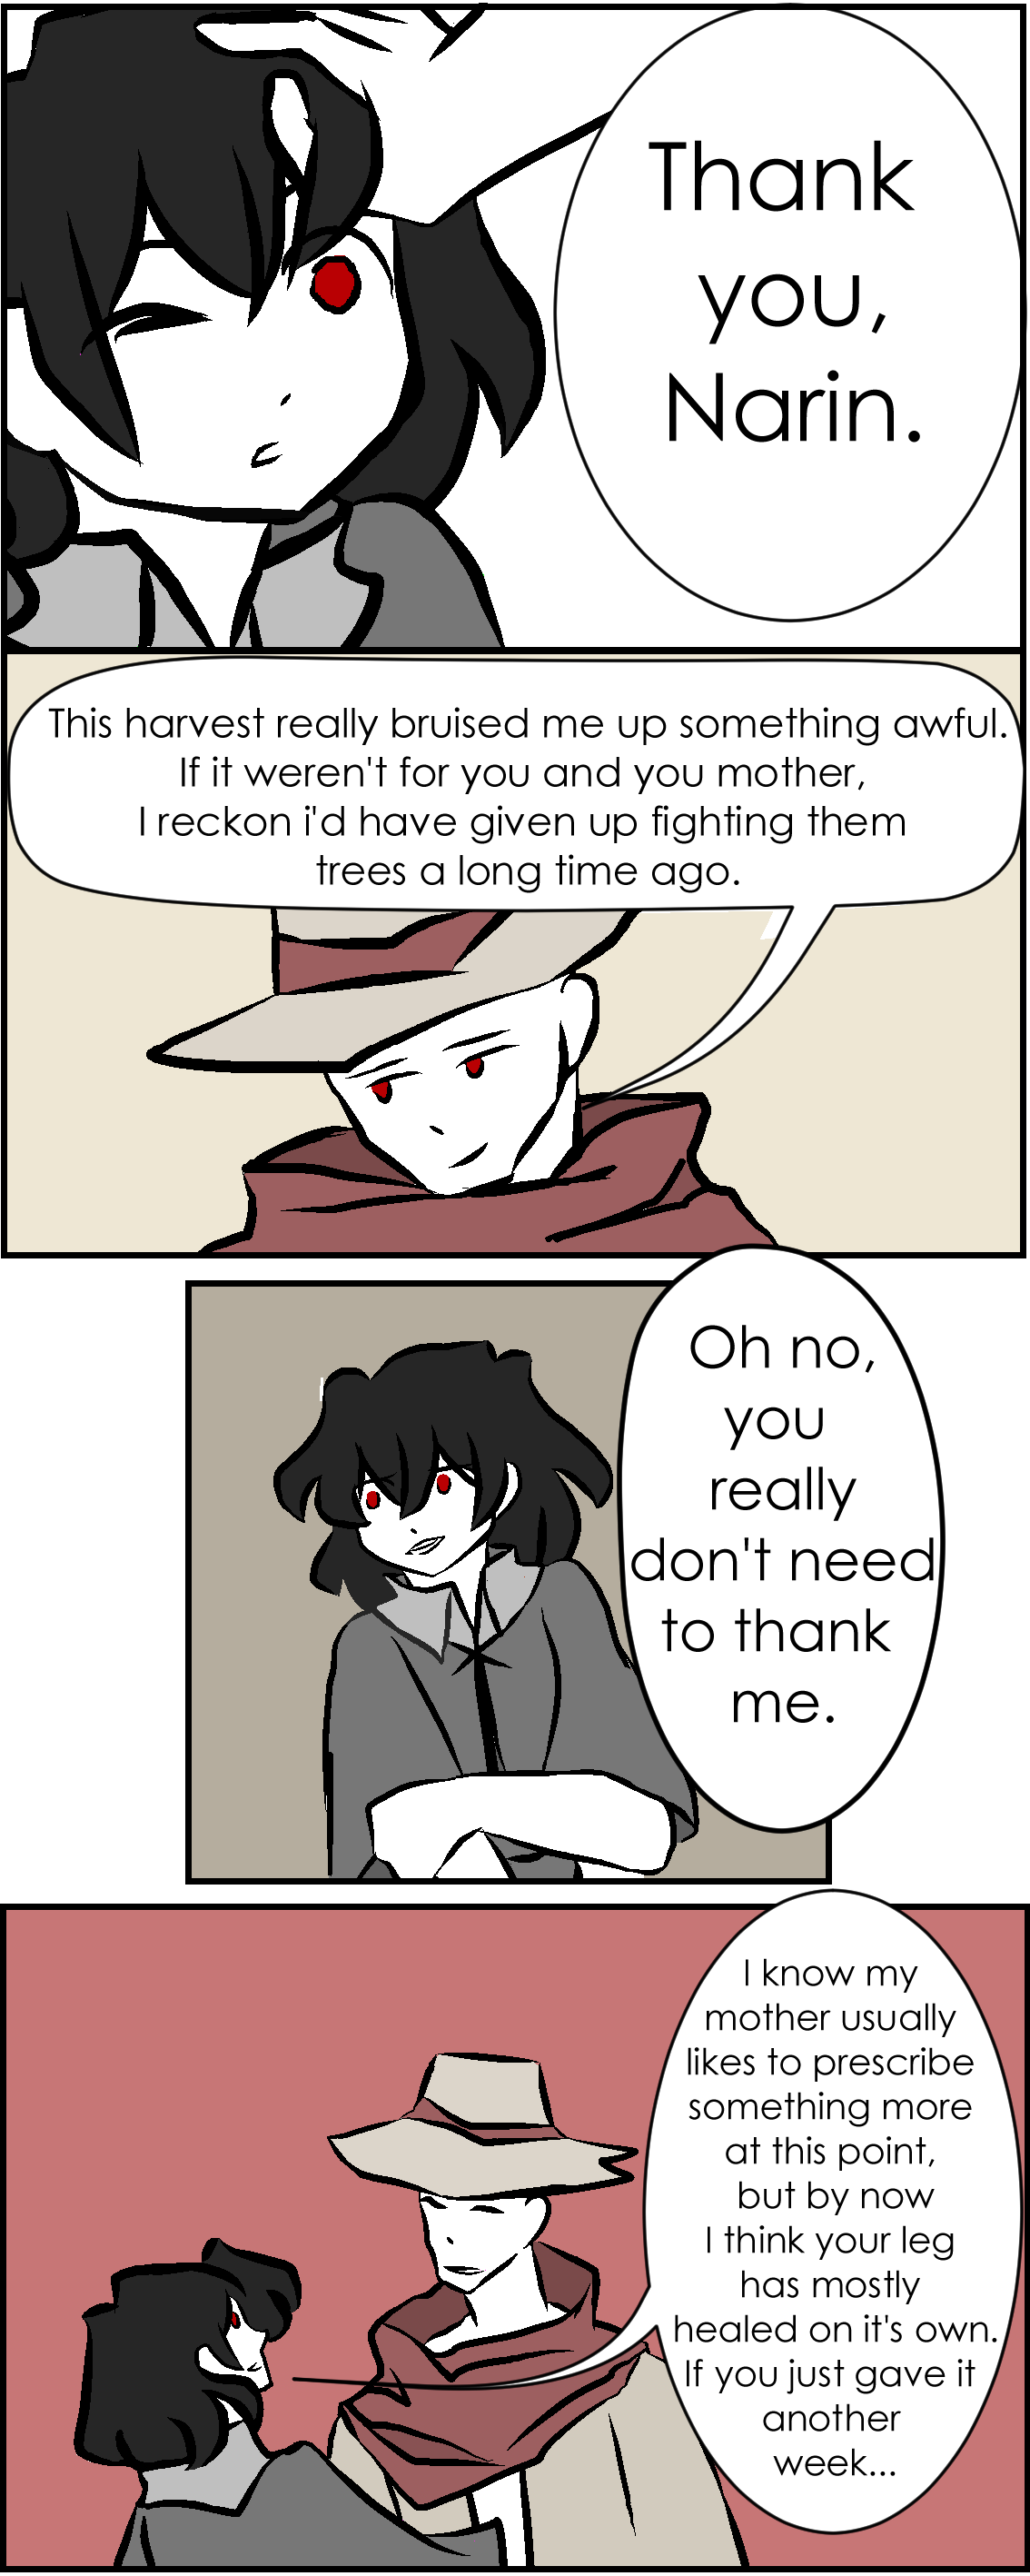 Thank
you,
Narin.
This harvest really bruised me up something awful.
If it weren't for you and you mother,
I reckon i'd have given up fighting them
trees a long time ago.
Oh no,
you
really
don't need
to thank
me.
I know my
mother usually
likes to prescribe
something more
at this point,
but by now
I think your leg
has mostly
healed on it's own.
If you just gave it
another
week...